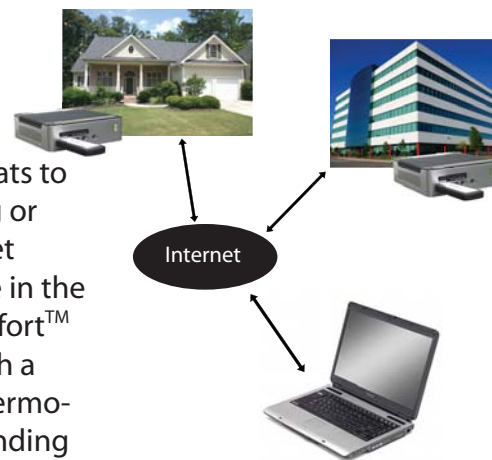 ats to
g or
et
Internet
e in the
fort™
h a
ermo-
nding